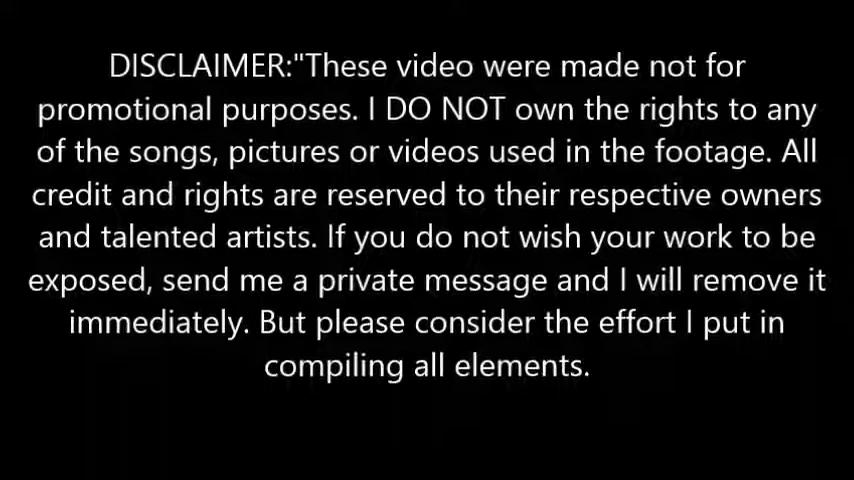 DISCLAIMER:"These video were made not for
promotional purposes. I DO NOT own the rights to any
of the songs, pictures or videos used in the footage. All
credit and rights are reserved to their respective owners
and talented artists. If you do not wish your work to be
exposed, send me a private message and I will remove it
immediately. But please consider the effort I put in
compiling all elements.